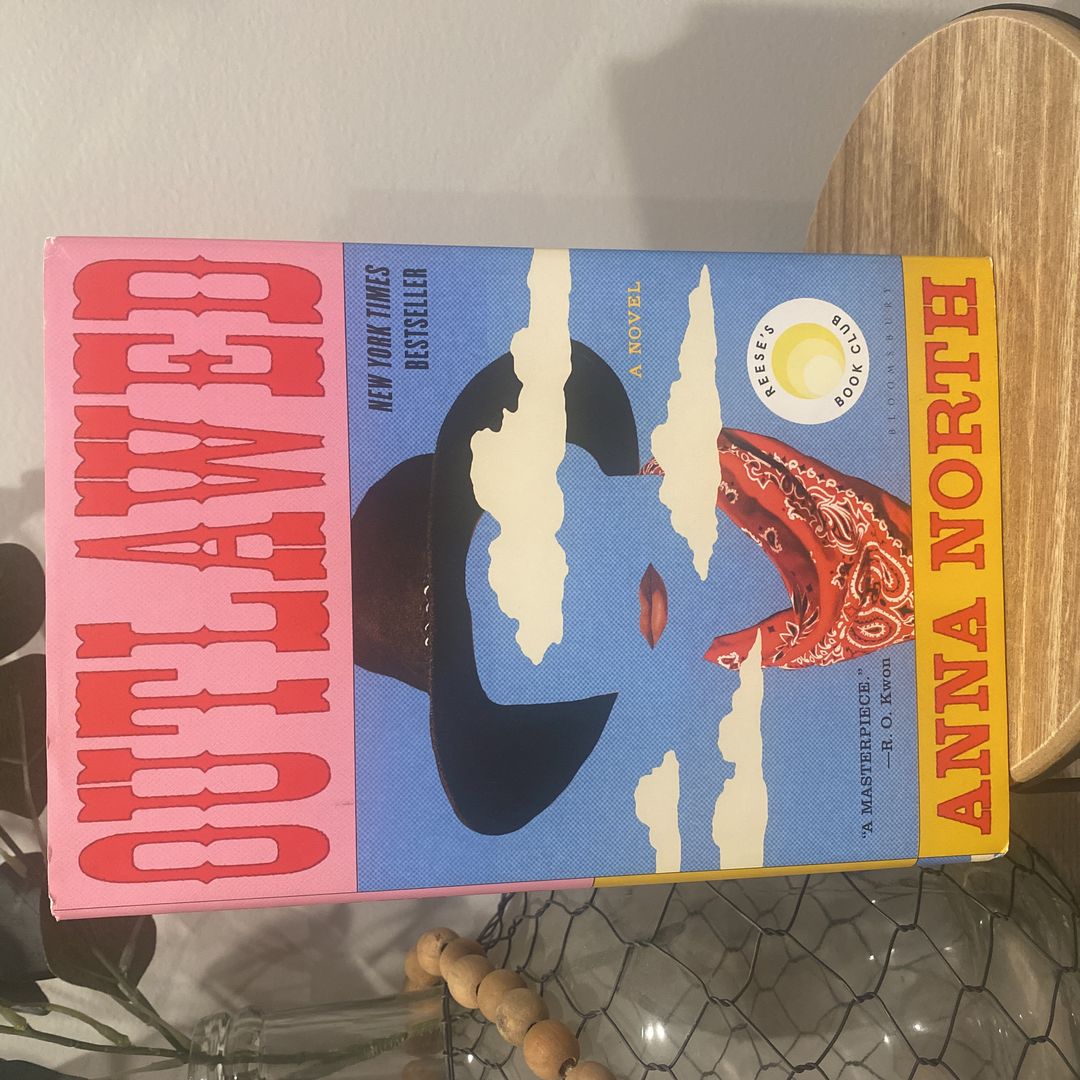 OUTLAWED
NEW YORK TIMES
BESTSELLER
A NOVEL
REESE'S
BOOK CLUB
BLOOMSBURY
"A MASTERPIECE."
—R. O. Kwon
ANNA NORTH